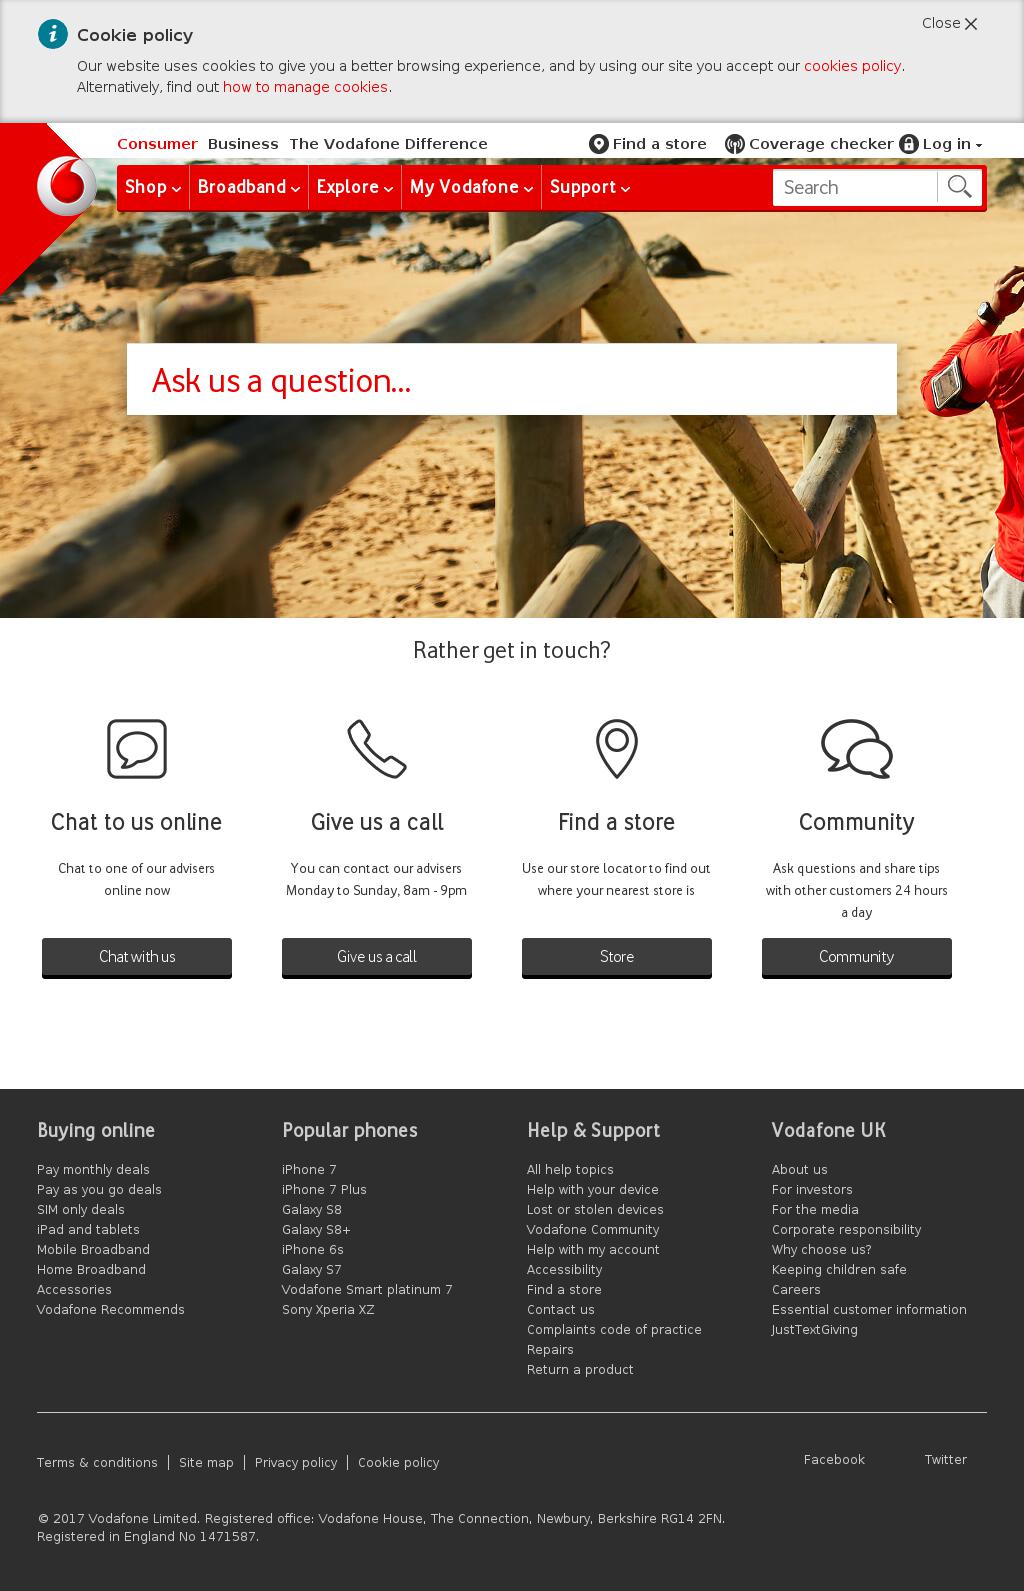 Cookie policy
Close
Our website uses cookies to give you a better browsing experience, and by using our site you accept our cookies policy.
Alternatively, find out how to manage cookies.
Consumer Business The Vodafone Difference Find a store Coverage checker Log in
Shop Broadband Explore My Vodafone Support Search
Ask us a question...
Rather get in touch?
Chat to us online
Chat to one of our advisers
online now
Chat with us
Give us a call
You can contact our advisers
Monday to Sunday, 8am - 9pm
Give us a call
Find a store
Use our store locator to find out
where your nearest store is
Store
Community
Ask questions and share tips
with other customers 24 hours
a day
Community
Buying online
Pay monthly deals
Pay as you go deals
SIM only deals
iPad and tablets
Mobile Broadband
Home Broadband
Accessories
Vodafone Recommends
Popular phones
iPhone 7
iPhone 7 Plus
Galaxy S8
Galaxy S8+
iPhone 6s
Galaxy S7
Vodafone Smart platinum 7
Sony Xperia XZ
Help & Support
All help topics
Help with your device
Lost or stolen devices
Vodafone Community
Help with my account
Accessibility
Find a store
Contact us
Complaints code of practice
Repairs
Return a product
Vodafone UK
About us
For investors
For the media
Corporate responsibility
Why choose us?
Keeping children safe
Careers
Essential customer information
JustTextGiving
Terms & conditions Site map Privacy policy Cookie policy
Facebook Twitter
© 2017 Vodafone Limited. Registered office: Vodafone House, The Connection, Newbury, Berkshire RG14 2FN.
Registered in England No 1471587.